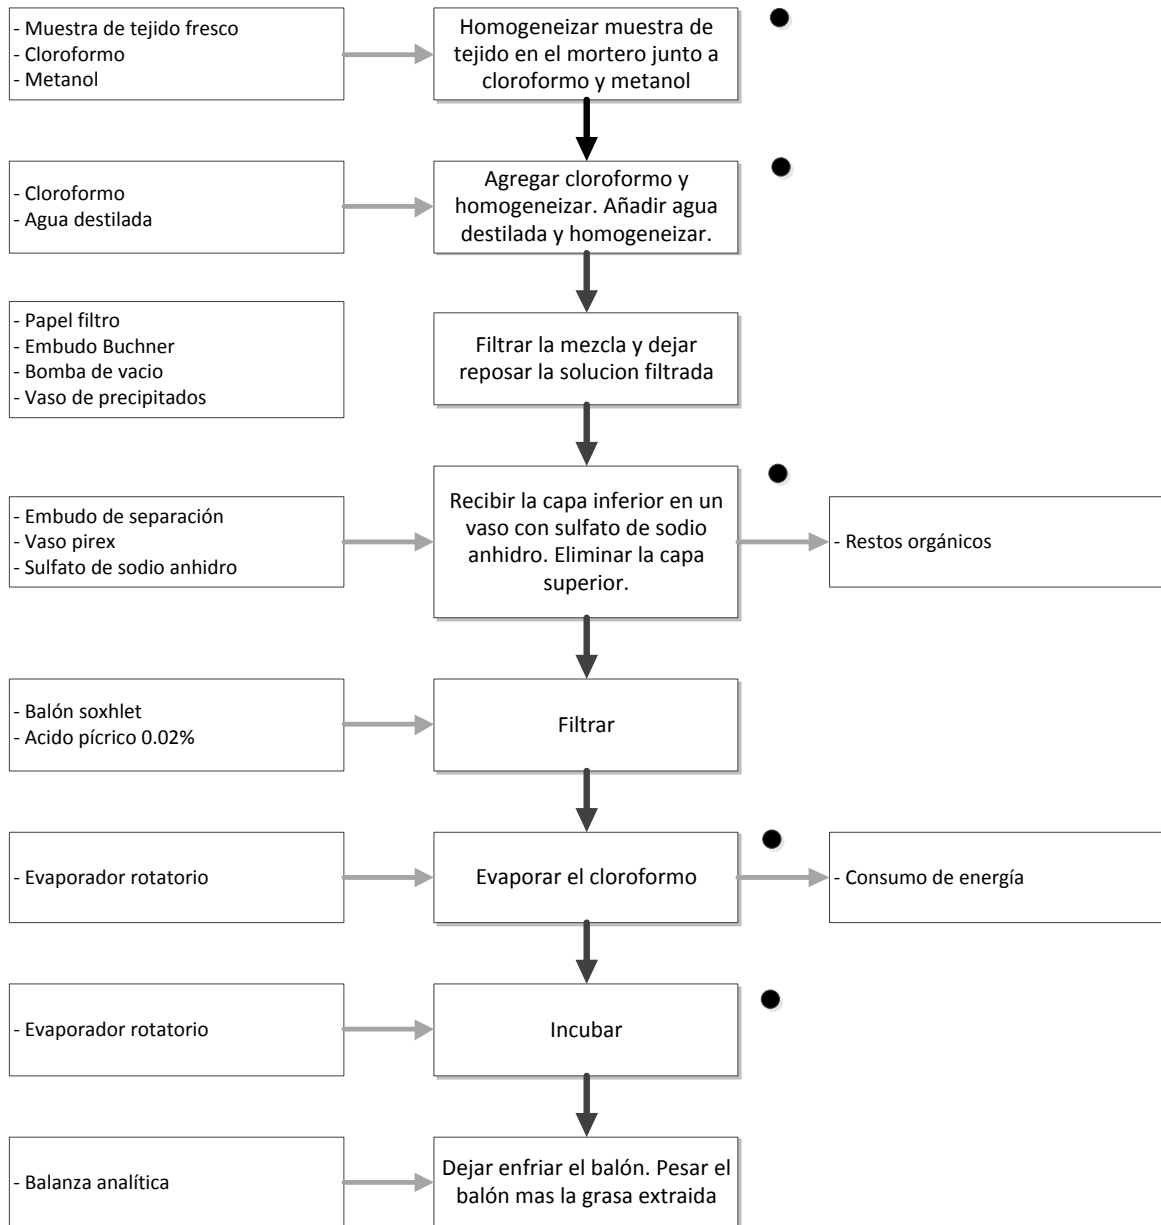 - Muestra de tejido fresco
- Cloroformo
- Metanol
Homogeneizar muestra de
tejido en el mortero junto a
cloroformo y metanol
- Cloroformo
- Agua destilada
Agregar cloroformo y
homogeneizar. Añadir agua
destilada y homogeneizar.
- Papel filtro
- Embudo Buchner
- Bomba de vacio
- Vaso de precipitados
Filtrar la mezcla y dejar
reposar la solucion filtrada
- Embudo de separación
- Vaso pirex
- Sulfato de sodio anhidro
Recibir la capa inferior en un
vaso con sulfato de sodio
anhidro. Eliminar la capa
superior.
- Restos orgánicos
- Balón soxhlet
- Acido pícrico 0.02%
Filtrar
- Evaporador rotatorio
Evaporar el cloroformo
- Consumo de energía
- Evaporador rotatorio
Incubar
- Balanza analítica
Dejar enfriar el balón. Pesar el
balón mas la grasa extraida